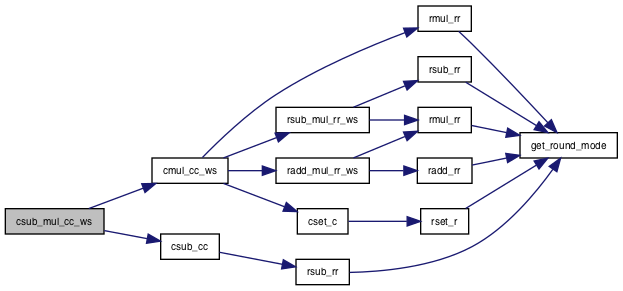 rmul_rr
rsub_rr
rsub_mul_rr_ws
rmul_rr
get_round_mode
cmul_cc_ws
radd_mul_rr_ws
radd_rr
csub_mul_cc_ws
cset_c
rset_r
csub_cc
rsub_rr